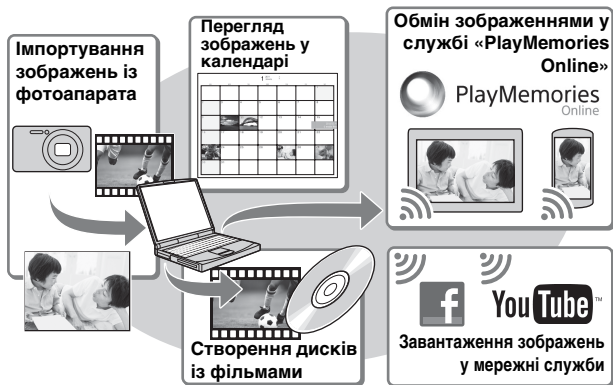 Імпортування
зображень із
фотоапарата
Перегляд
зображень у
календарі
Обмін зображеннями у
службі «PlayMemories
Online»
PlayMemories
Online
Створення дисків
із фільмами
f
You Tube™
Завантаження зображень
у мережні служби